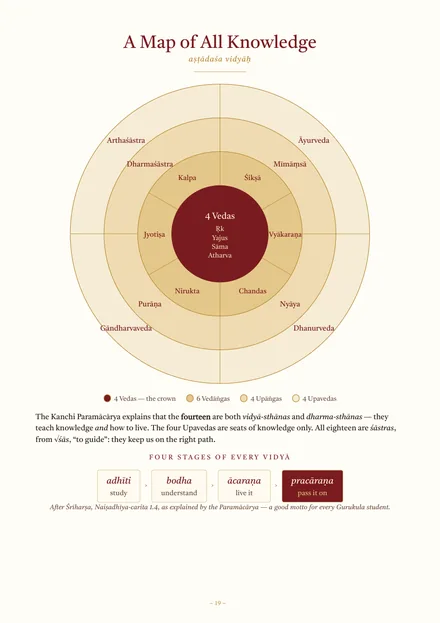 A Map of All Knowledge
aṣṭādaśa vidyāḥ
Arthaśāstra
Āyurveda
Dharmaśāstra
Mīmāṃsā
Kalpa
Śikṣā
4 Vedas
Ṛk
Yajus
Sāma
Atharva
Jyotiṣa
Vyākaraṇa
Nirukta
Chandas
Purāṇa
Nyāya
Gāndharvaveda
Dhanurveda
4 Vedas — the crown
6 Vedāṅgas
4 Upāṅgas
4 Upavedas
The Kanchi Paramācārya explains that the fourteen are both vidyā-sthānas and dharma-sthānas — they
teach knowledge and how to live. The four Upavedas are seats of knowledge only. All eighteen are śāstras,
from √śās, “to guide”: they keep us on the right path.
FOUR STAGES OF EVERY VIDYĀ
adhīti
study
bodha
understand
ācaraṇa
live it
pracāraṇa
pass it on
After Śrīharṣa, Naiṣadhīya-carita 1.4, as explained by the Paramācārya — a good motto for every Gurukula student.
– 19 –